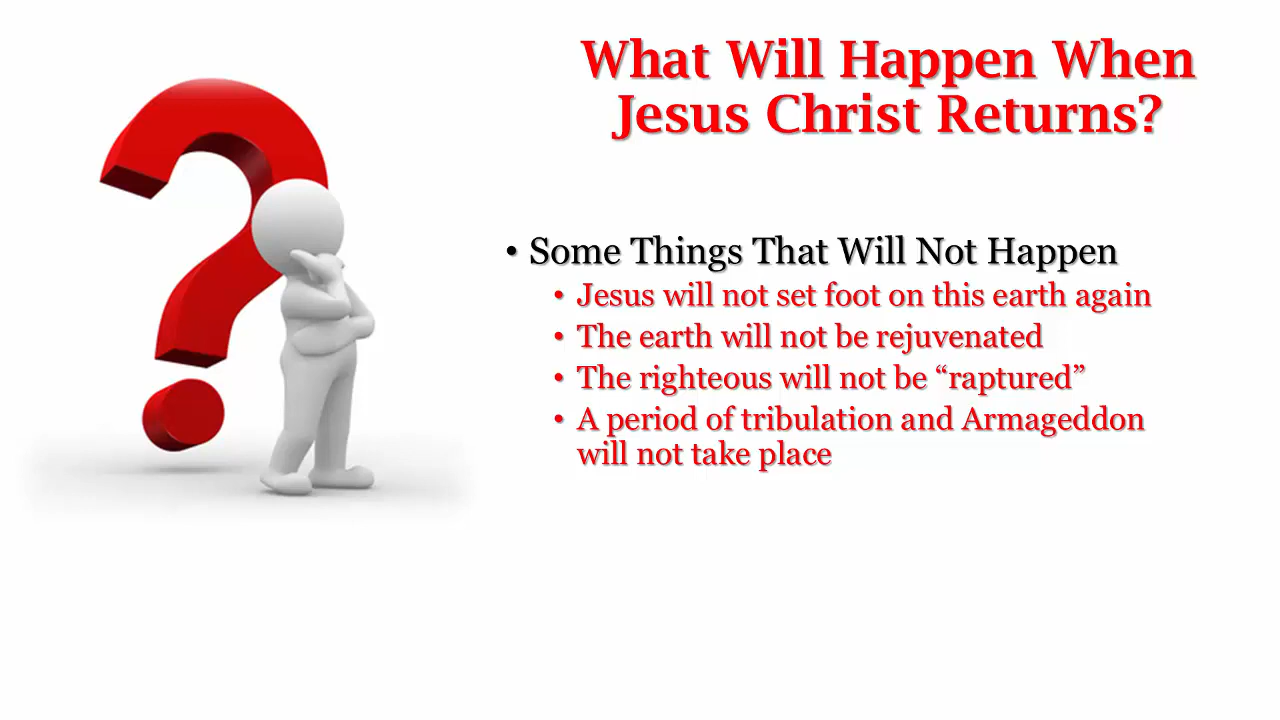 What Will Happen When
Jesus Christ Returns?
• Some Things That Will Not Happen
• Jesus will not set foot on this earth again
• The earth will not be rejuvenated
• The righteous will not be “raptured”
• A period of tribulation and Armageddon
will not take place